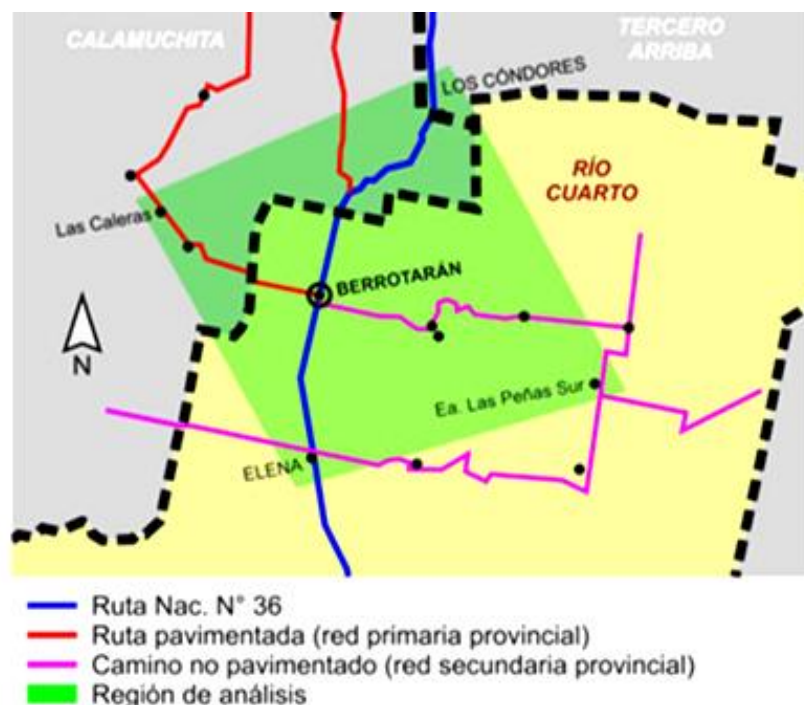 CALAMUCHITA
TERCERO
ARRIBA
LOS CÓNDORES
RÍO
CUARTO
Las Caleras
BERROTARÁN
N
Ea. Las Peñas Sur
ELENA
Ruta Nac. N° 36
Ruta pavimentada (red primaria provincial)
Camino no pavimentado (red secundaria provincial)
Región de análisis